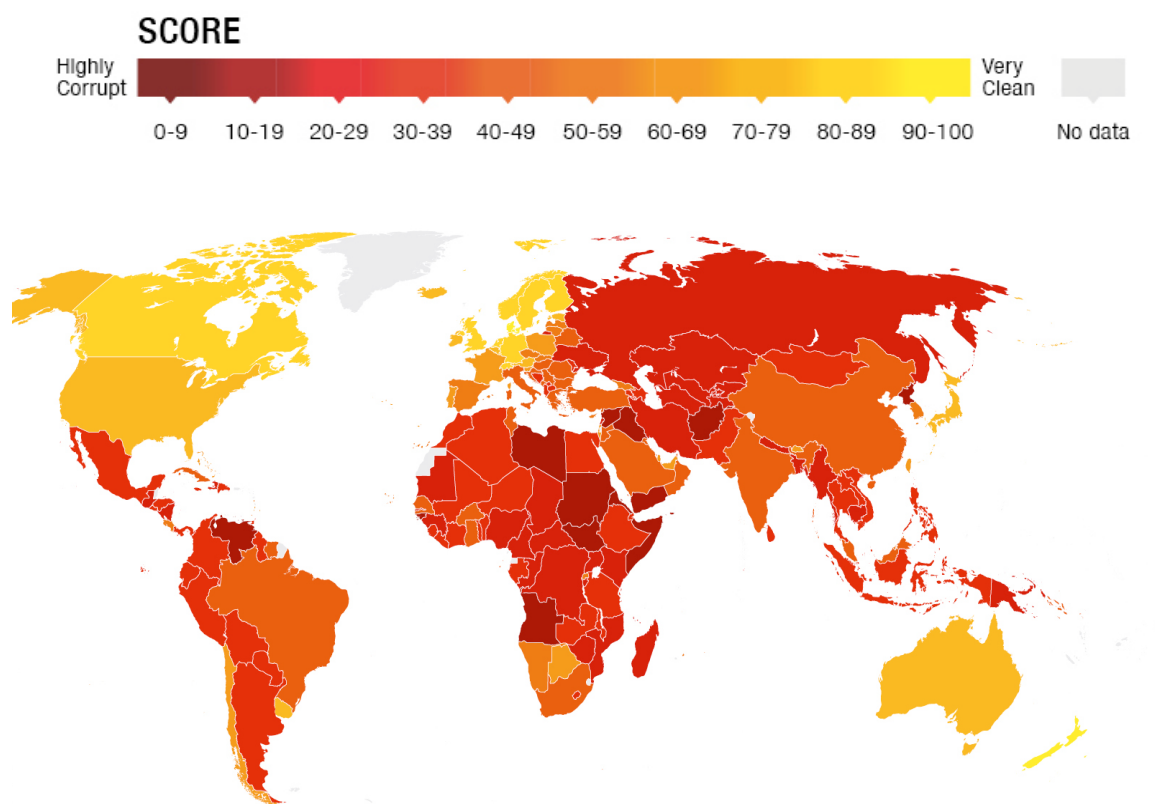 SCORE
Highly
Corrupt
Very
Clean
0-9 10-19 20-29 30-39 40-49 50-59 60-69 70-79 80-89 90-100 No data